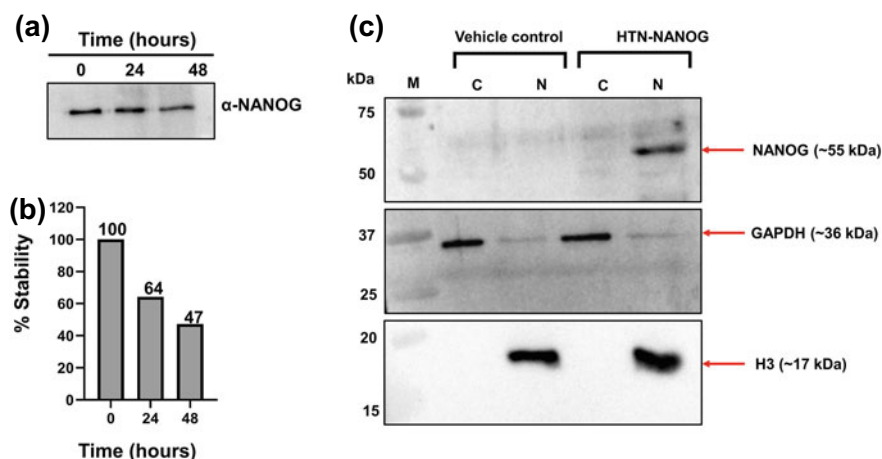 (a)
Time (hours)
0 24 48
α-NANOG
(b)
% Stability
120
100
80
60
40
20
0
100
64
47
0 24 48
Time (hours)
(c)
Vehicle control HTN-NANOG
kDa M C N C N
75
50
NANOG (~55 kDa)
37
25
GAPDH (~36 kDa)
20
15
H3 (~17 kDa)